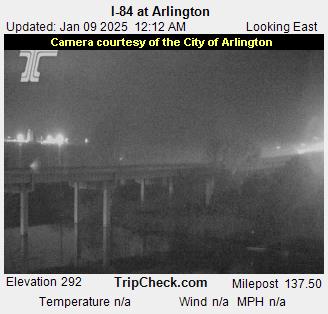 I-84 at Arlington
Updated: Jan 09 2025 12:12 AM Looking East
Camera courtesy of the City of Arlington
Elevation 292 TripCheck.com Milepost 137.50
Temperature n/a Wind n/a MPH n/a